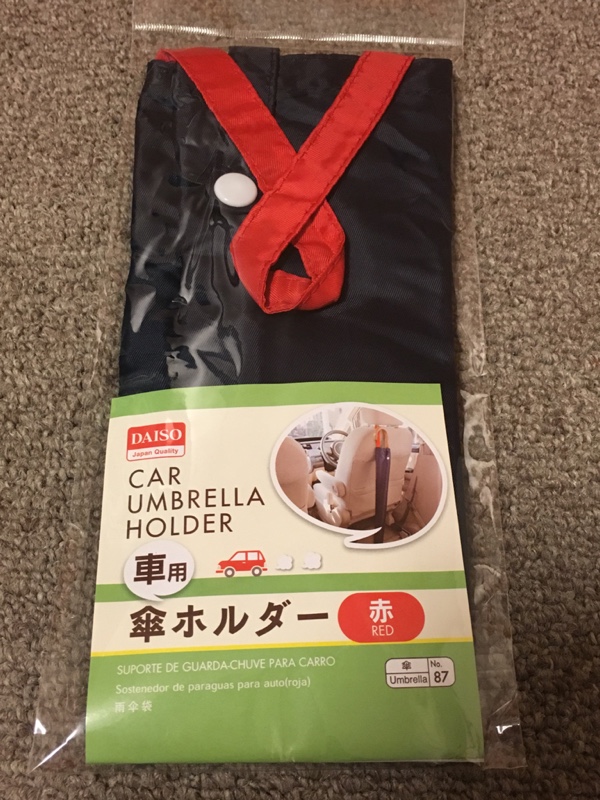 DAISO
Japan Quality
CAR
UMBRELLA
HOLDER
車用
傘ホルダー
赤
RED
SUPORTE DE GUARDA-CHUVE PARA CARRO
Sostenedor de paraguas para auto(roja)
雨傘袋
傘
Umbrella
No.
87